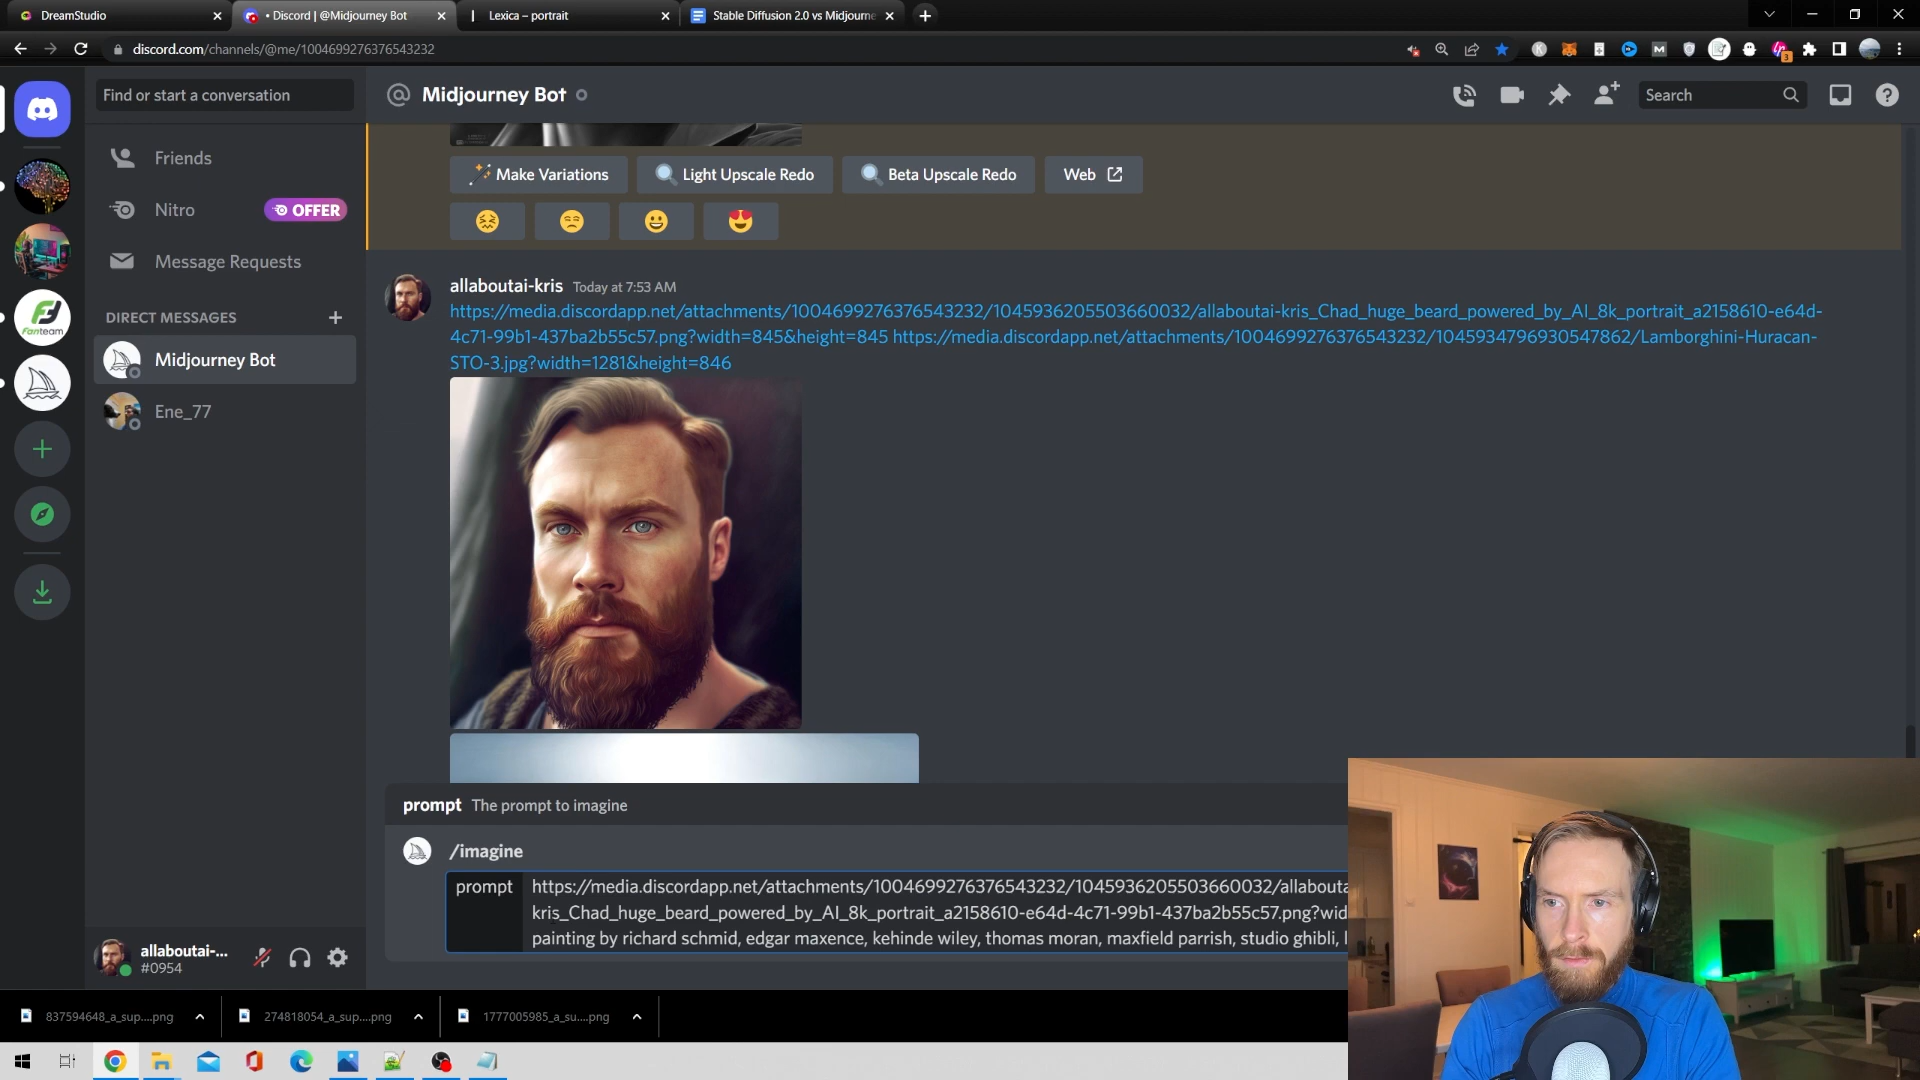 DreamStudio
• Discord | @Midjourney Bot
Lexica – portrait
Stable Diffusion 2.0 vs Midjourne
discord.com/channels/@me/1004699276376543232
Find or start a conversation
Midjourney Bot
Search
Friends
Nitro
OFFER
Message Requests
DIRECT MESSAGES
Midjourney Bot
Ene_77
Fanteam
Make Variations
Light Upscale Redo
Beta Upscale Redo
Web
allaboutai-kris Today at 7:53 AM
https://media.discordapp.net/attachments/1004699276376543232/1045936205503660032/allaboutai-kris_Chad_huge_beard_powered_by_AI_8k_portrait_a2158610-e64d-
4c71-99b1-437ba2b55c57.png?width=845&height=845 https://media.discordapp.net/attachments/1004699276376543232/1045934796930547862/Lamborghini-Huracan-
STO-3.jpg?width=1281&height=846
prompt The prompt to imagine
/imagine
prompt
https://media.discordapp.net/attachments/1004699276376543232/1045936205503660032/allabouta
kris_Chad_huge_beard_powered_by_AI_8k_portrait_a2158610-e64d-4c71-99b1-437ba2b55c57.png?wid
painting by richard schmid, edgar maxence, kehinde wiley, thomas moran, maxfield parrish, studio ghibli,
allaboutai-...
#0954
837594648_a_sup....png
274818054_a_sup....png
1777005985_a_su....png